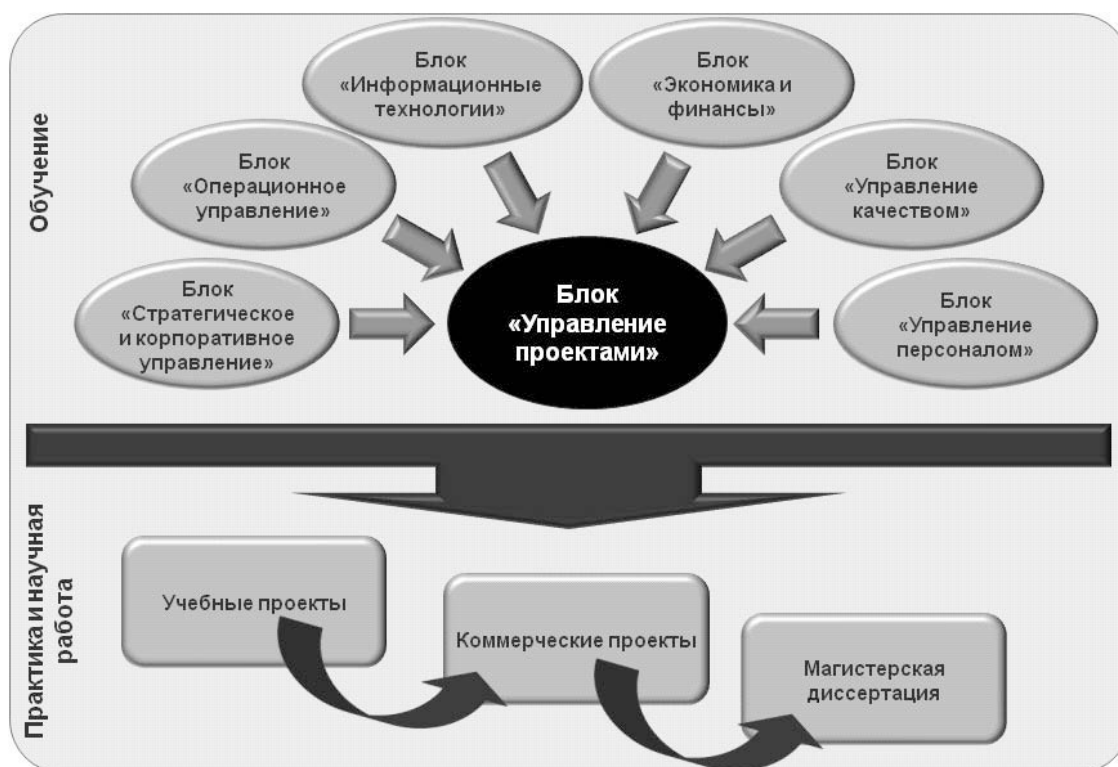 Обучение
Блок
«Информационные
технологии»
Блок
«Экономика и
финансы»
Блок
«Операционное
управление»
Блок
«Управление
качеством»
Блок
«Стратегическое
и корпоративное
управление»
Блок
«Управление
проектами»
Блок
«Управление
персоналом»
Практика и научная
работа
Учебные проекты
Коммерческие проекты
Магистерская
диссертация